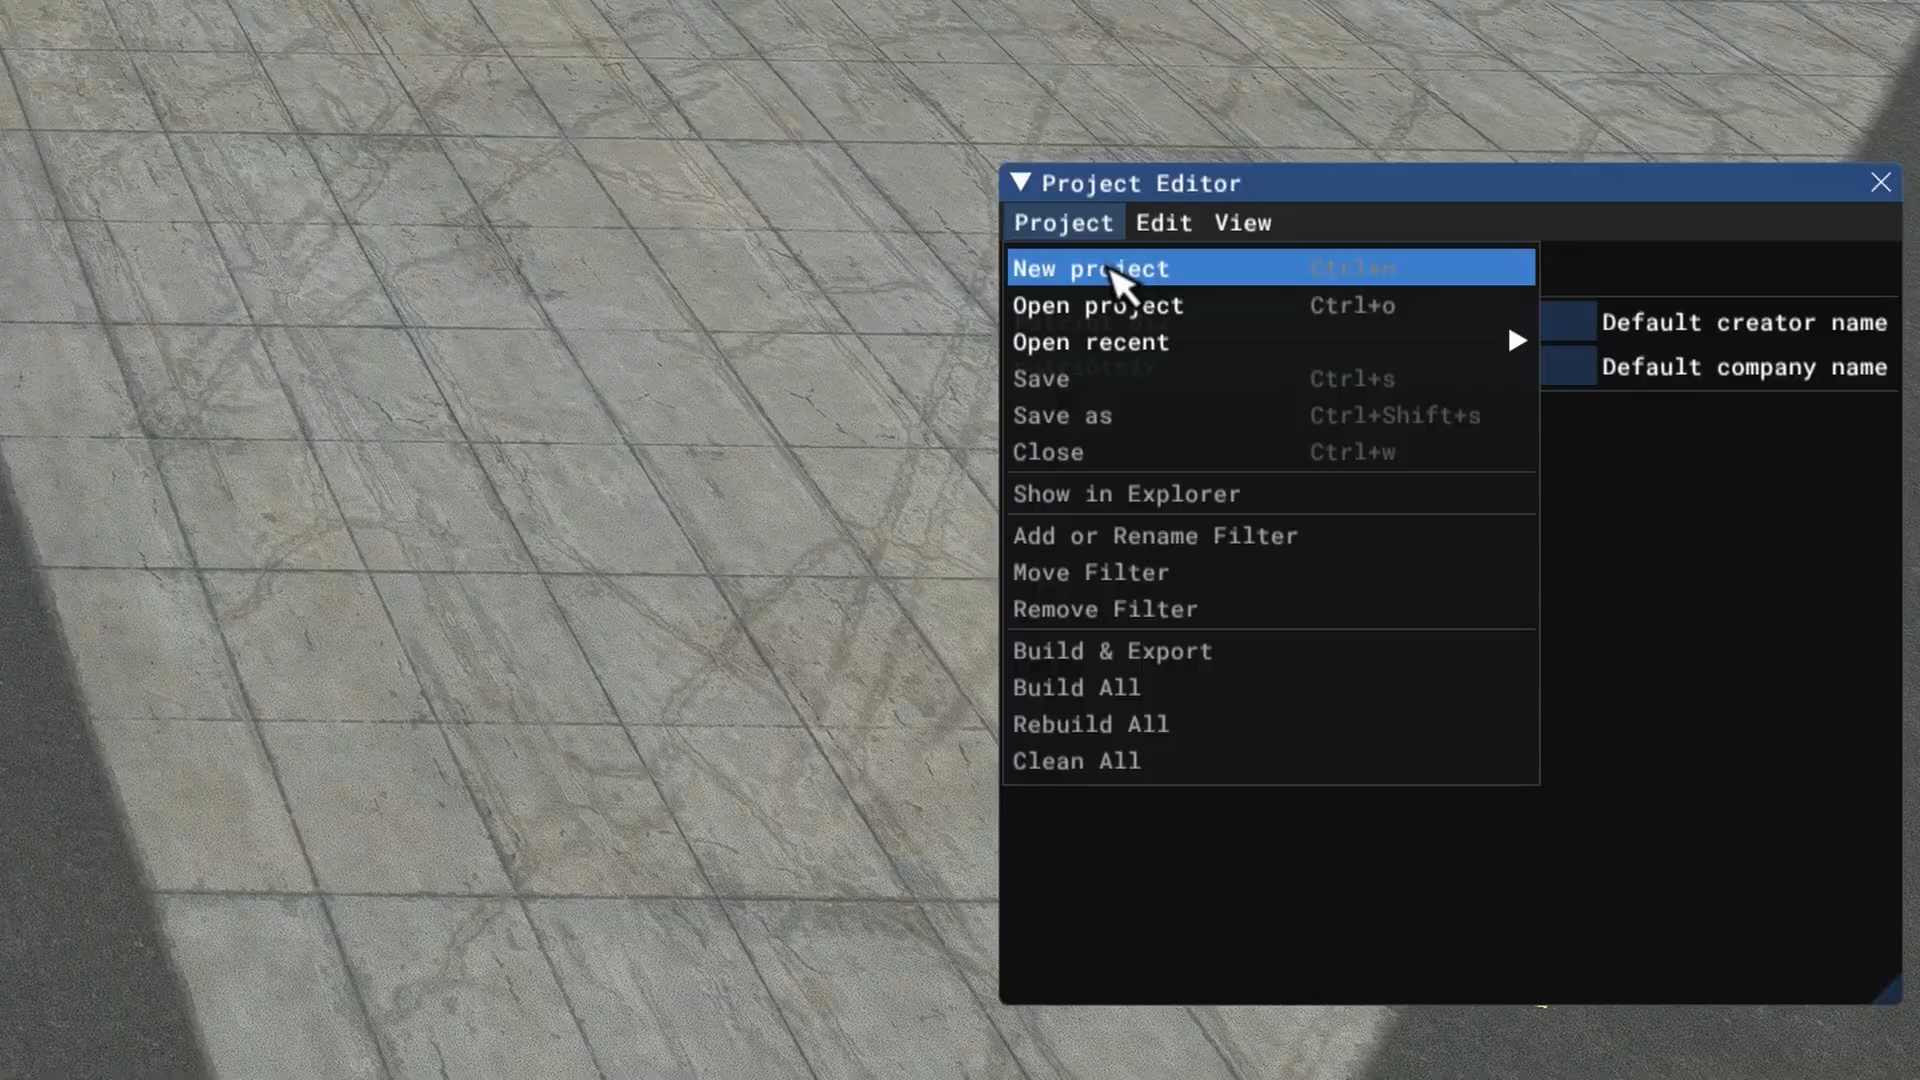 Project Editor
Project Edit View
New project Ctrl+n
Open project Ctrl+o
Open recent
Save Ctrl+s
Save as Ctrl+Shift+s
Close Ctrl+w
Show in Explorer
Add or Rename Filter
Move Filter
Remove Filter
Build & Export
Build All
Rebuild All
Clean All
Default creator name
Default company name